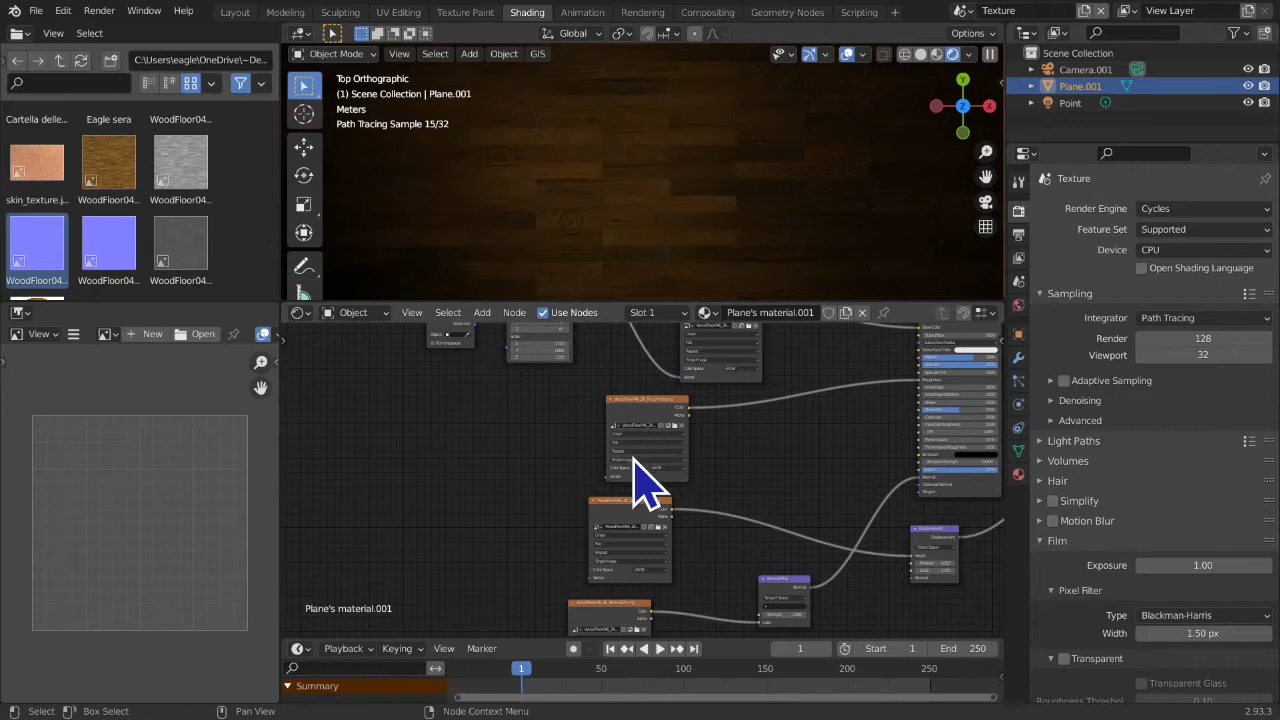 File Edit Render Window Help Layout Modeling Sculpting UV Editing Texture Paint Shading Animation Rendering Compositing Geometry Nodes Scripting + Texture View Layer
View Select
Global Options
C:\Users\eagle\OneDrive\~De...
Object Mode View Select Add Object GIS
Cartella delle... Eagle sera WoodFloor04...
skin_texture.j... WoodFloor04... WoodFloor04...
WoodFloor04... WoodFloor04... WoodFloor04...
Top Orthographic
(1) Scene Collection | Plane.001
Meters
Path Tracing Sample 15/32
Y
X
Z
Scene Collection
Camera.001
Plane.001
Point
Texture
Render Engine Cycles
Feature Set Supported
Device CPU
Open Shading Language
Sampling
Integrator Path Tracing
Render 128
Viewport 32
Adaptive Sampling
Denoising
Advanced
Light Paths
Volumes
Hair
Simplify
Motion Blur
Film
Exposure 1.00
Pixel Filter
Type Blackman-Harris
Width 1.50 px
Transparent
Transparent Glass
Roughness Threshol. 0.10
View + New Open
Object View Select Add Node Use Nodes Slot 1 Plane's material.001
Plane's material.001
Playback Keying View Marker 1 Start 1 End 250
1 50 100 150 200 250
Summary
Select Box Select Pan View Node Context Menu 2.93.3